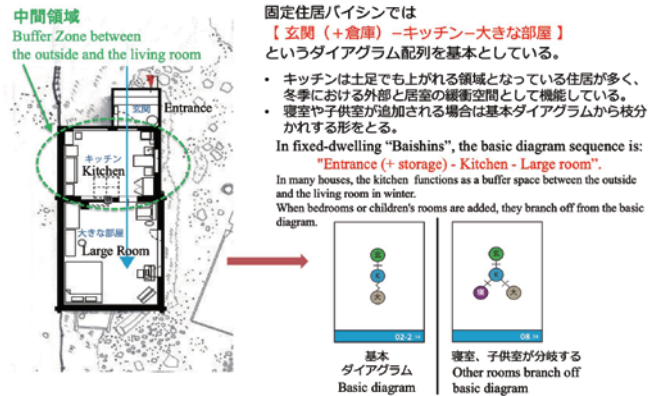 中間領域
Buffer Zone between
the outside and the living room
玄関
Entrance
キッチン
Kitchen
大きな部屋
Large Room
固定住居バイシンでは
【 玄関（+倉庫）–キッチン–大きな部屋 】
というダイアグラム配列を基本としている。
• キッチンは土足でも上がれる領域となっている住居が多く、
冬季における外部と居室の緩衝空間として機能している。
• 寝室や子供室が追加される場合は基本ダイアグラムから枝分
かれする形をとる。
In fixed-dwelling “Baishins”, the basic diagram sequence is:
"Entrance (+ storage) - Kitchen - Large room”.
In many houses, the kitchen functions as a buffer space between the outside
and the living room in winter.
When bedrooms or children's rooms are added, they branch off from the basic
diagram.
玄
K
大
02-2
玄
K
寝
大
08
基本
ダイアグラム
Basic diagram
寝室、子供室が分岐する
Other rooms branch off
basic diagram